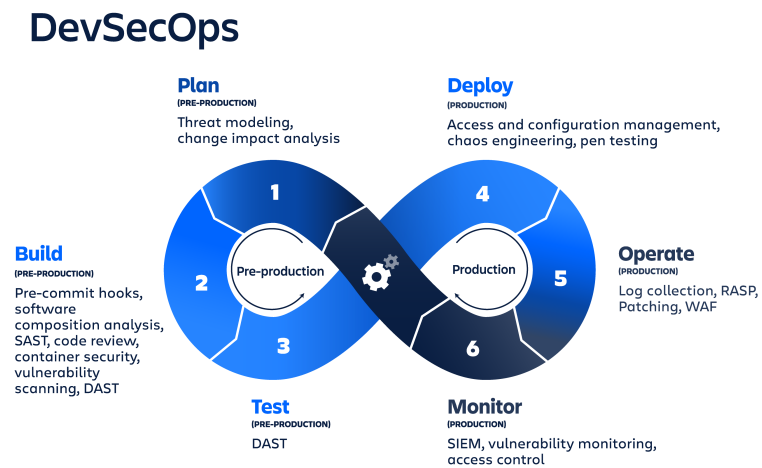 DevSecOps
Plan
(PRE-PRODUCTION)
Threat modeling,
change impact analysis
Deploy
(PRODUCTION)
Access and configuration management,
chaos engineering, pen testing
1
4
Build
(PRE-PRODUCTION)
Pre-commit hooks,
software
composition analysis,
SAST, code review,
container security,
vulnerability
scanning, DAST
2
Pre-production
Production
5
Operate
(PRODUCTION)
Log collection, RASP,
Patching, WAF
3
6
Test
(PRE-PRODUCTION)
DAST
Monitor
(PRODUCTION)
SIEM, vulnerability monitoring,
access control